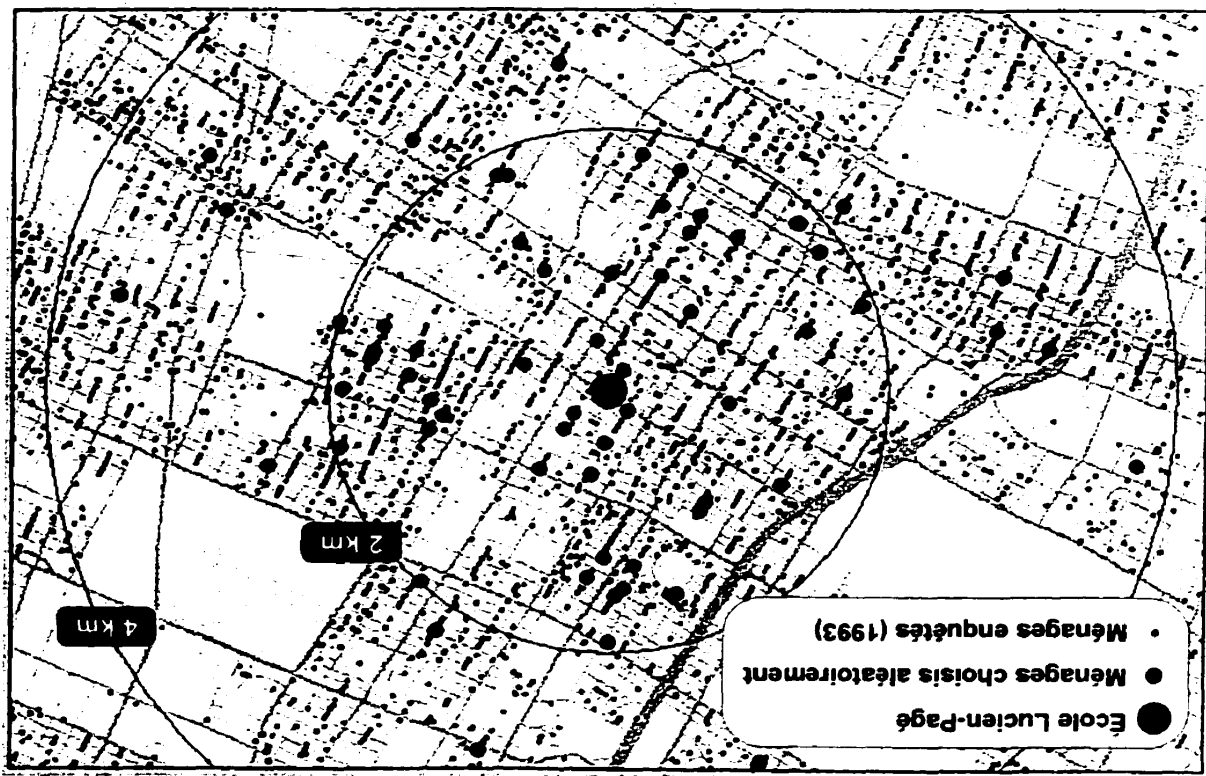 École Lucien-Pagé
Ménages choisis aléatoirement
Ménages enquêtés (1993)
4 km
2 km